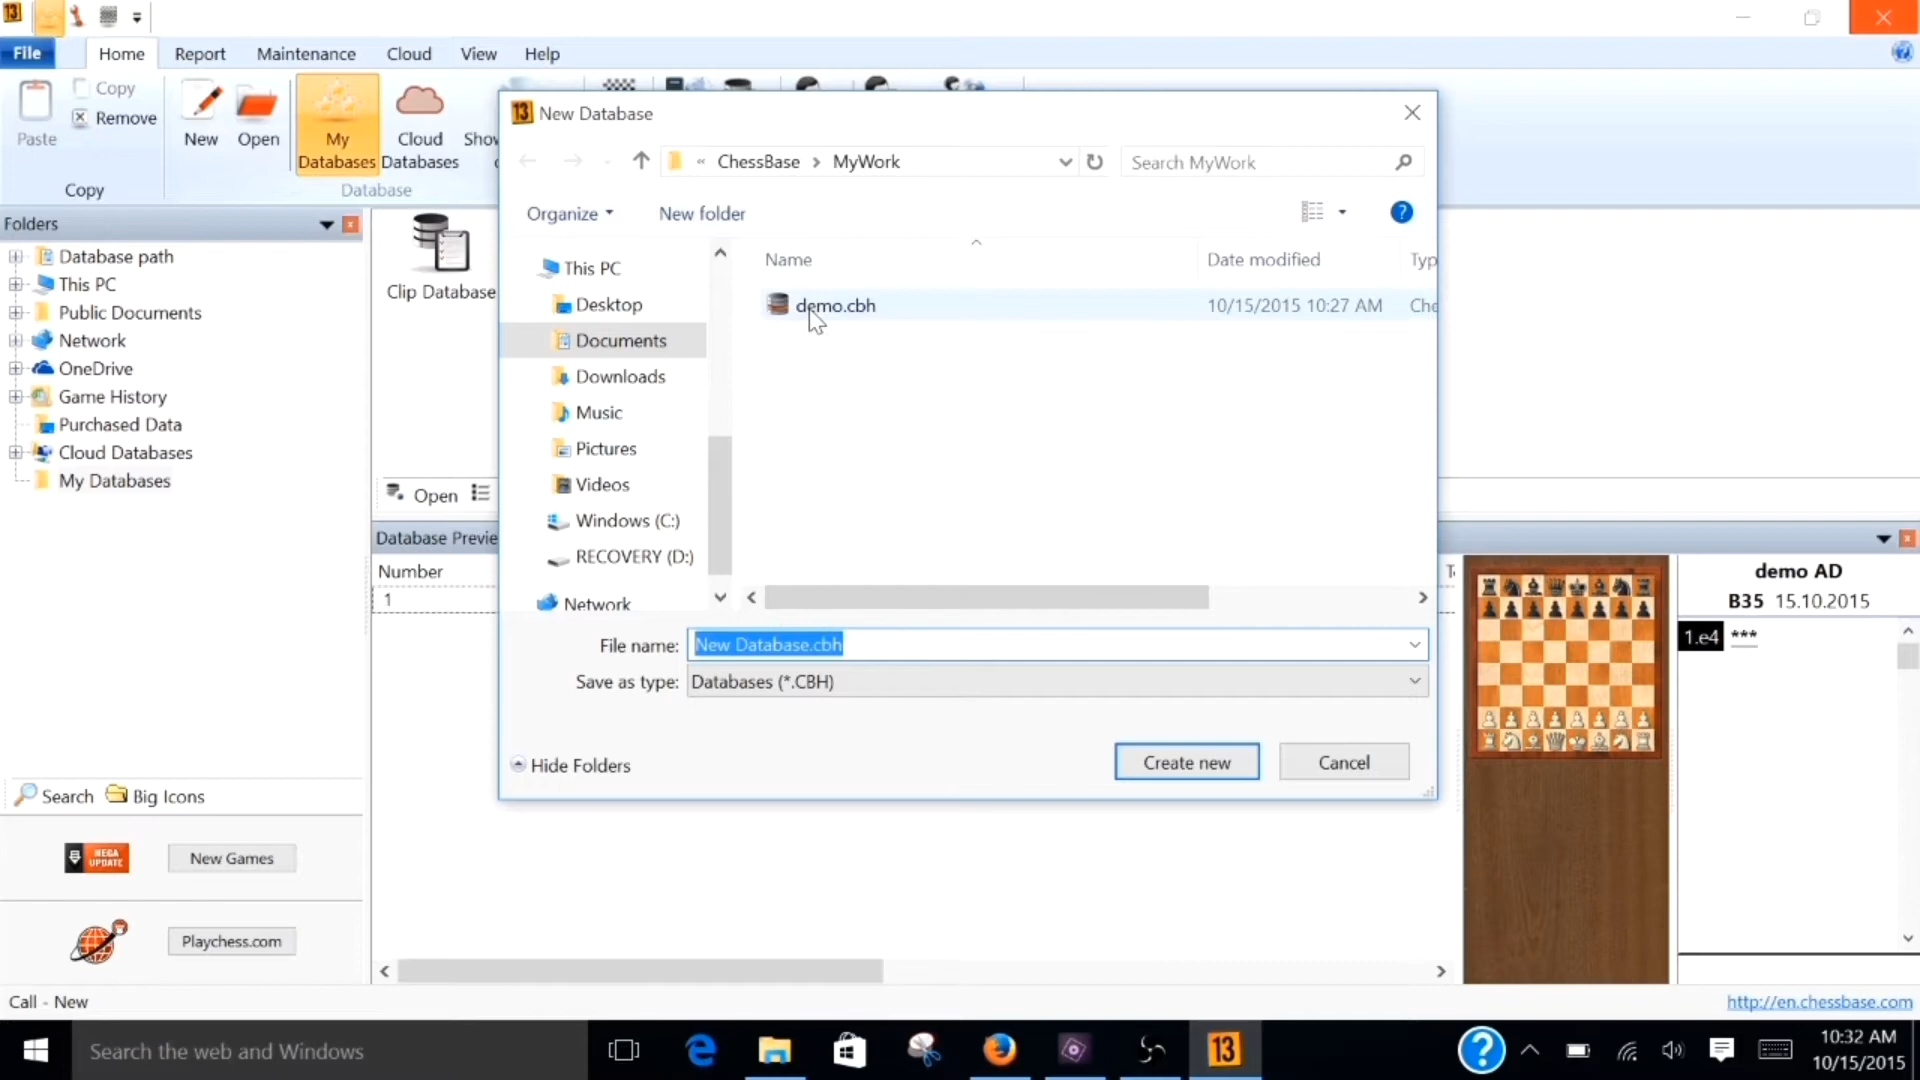 13
File
Home
Report
Maintenance
Cloud
View
Help
Paste
Copy
Remove
New
Open
My
Databases
Cloud
Databases
Copy
Database
Folders
Database path
This PC
Public Documents
Network
OneDrive
Game History
Purchased Data
Cloud Databases
My Databases
Search
Big Icons
MEGA
UPDATE
New Games
Playchess.com
Clip Database
Open
Number
1
13 New Database
« ChessBase > MyWork
Search MyWork
Organize
New folder
?
This PC
Desktop
Documents
Downloads
Music
Pictures
Videos
Windows (C:)
RECOVERY (D:)
Network
Name
Date modified
demo.cbh
10/15/2015 10:27 AM
File name: New Database.cbh
Save as type: Databases (*.CBH)
Hide Folders
Create new
Cancel
demo AD
B35 15.10.2015
1.e4 ***
Call - New
http://en.chessbase.com
Search the web and Windows
13
?
10:32 AM
10/15/2015